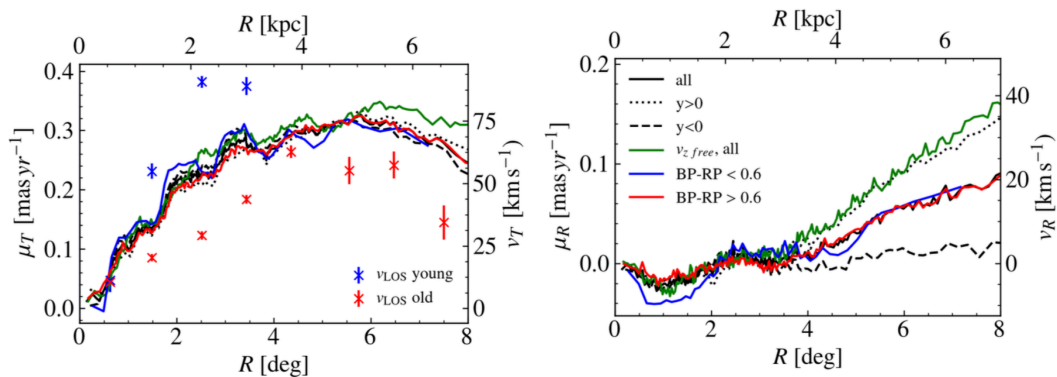 R [kpc]
0 2 4 6
0.4
0.3
0.2
0.1
0.0
μT [mas yr−1]
75
50
25
0
vT [km s−1]
vLOS young
vLOS old
0 2 4 6 8
R [deg]
R [kpc]
0 2 4 6
0.2
0.1
0.0
μR [mas yr−1]
all
y>0
y<0
vz free, all
BP-RP < 0.6
BP-RP > 0.6
40
20
0
vR [km s−1]
0 2 4 6 8
R [deg]